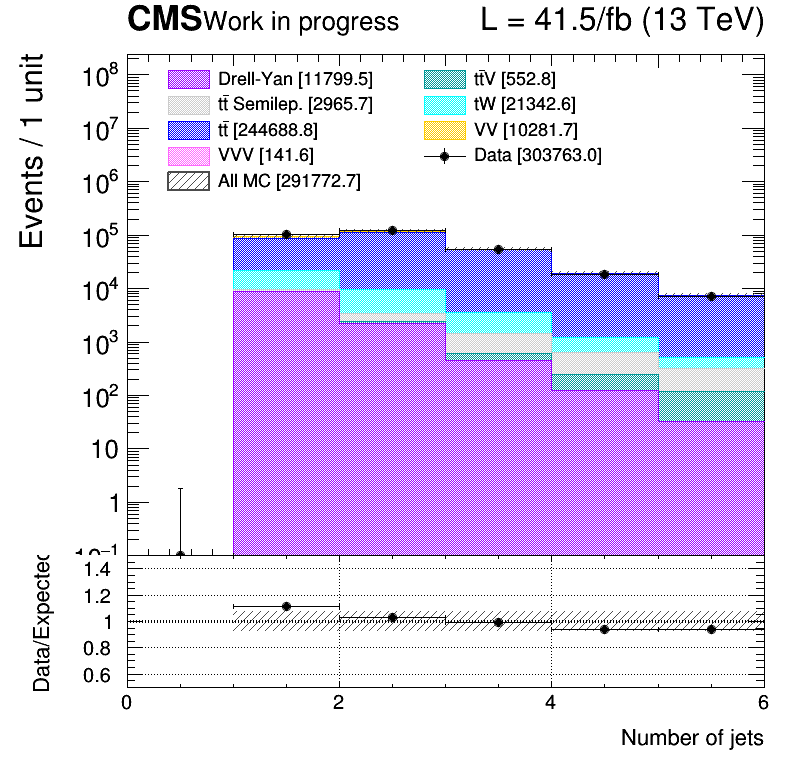 CMS Work in progress L = 41.5/fb (13 TeV)
Events / 1 unit
10⁸
10⁷
10⁶
10⁵
10⁴
10³
10²
10
1
10⁻¹
Drell-Yan [11799.5]
tt̄V [552.8]
tt̄ Semilep. [2965.7]
tW [21342.6]
tt̄ [244688.8]
VV [10281.7]
VVV [141.6]
Data [303763.0]
All MC [291772.7]
Data/Expected
1.4
1.2
1
0.8
0.6
0 2 4 6
Number of jets